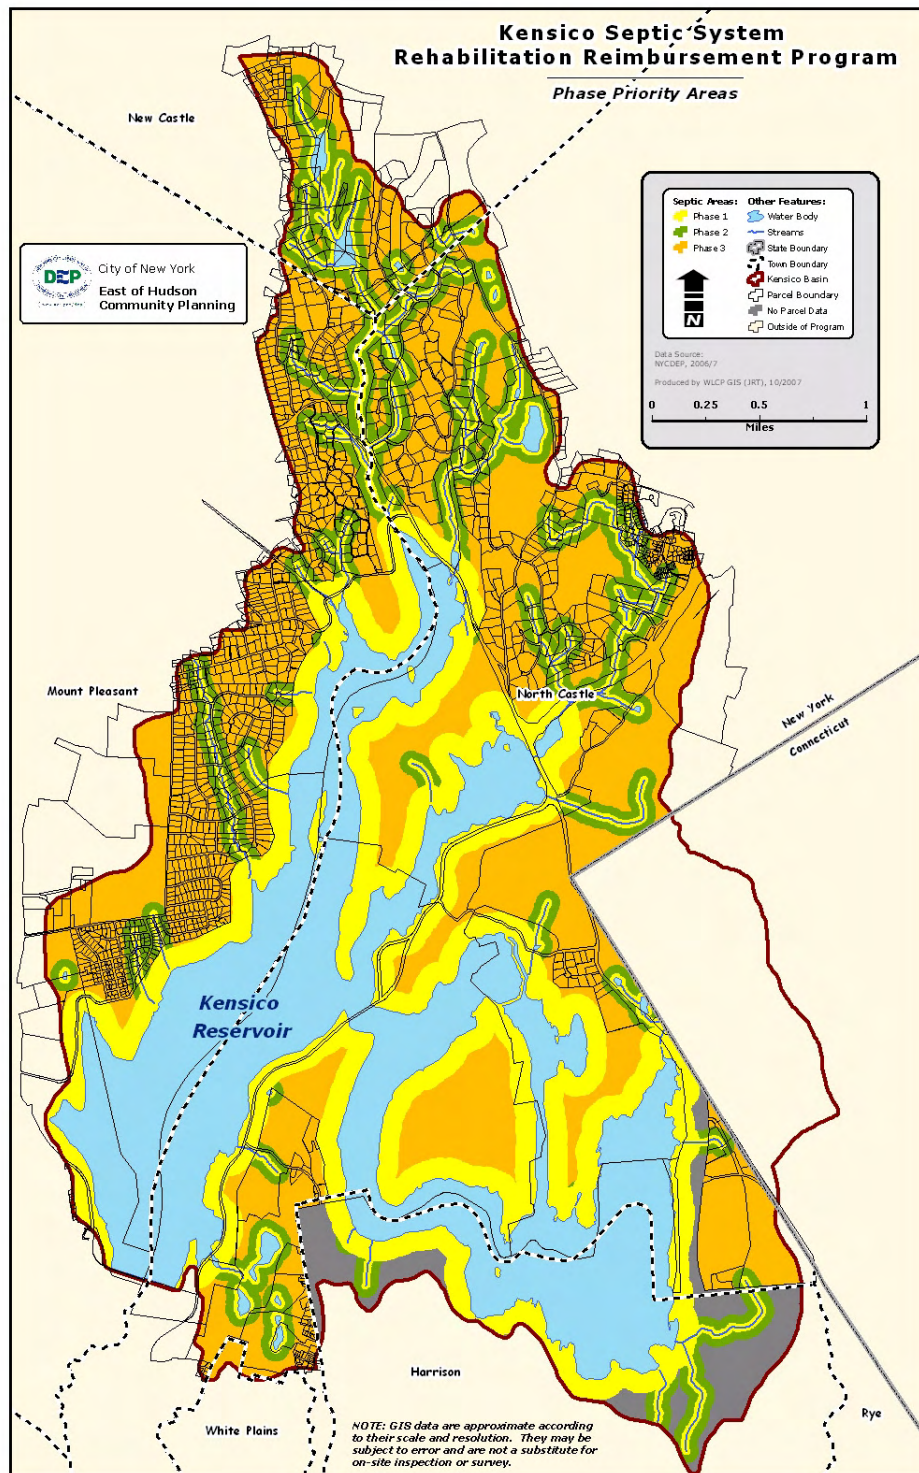 Kensico Septic System
Rehabilitation Reimbursement Program
Phase Priority Areas
New Castle
Septic Areas:
Phase 1
Phase 2
Phase 3
Other Features:
Water Body
Streams
State Boundary
Town Boundary
Kensico Basin
Parcel Boundary
No Parcel Data
Outside of Program
N
Data Source:
NYCDEP, 2006/7
Produced by WLCP GIS (JRT), 10/2007
0 0.25 0.5 1
Miles
DEP
City of New York
East of Hudson
Community Planning
Mount Pleasant
North Castle
New York
Connecticut
Kensico
Reservoir
Harrison
White Plains
Rye
NOTE: GIS data are approximate according
to their scale and resolution. They may be
subject to error and are not a substitute for
on-site inspection or survey.